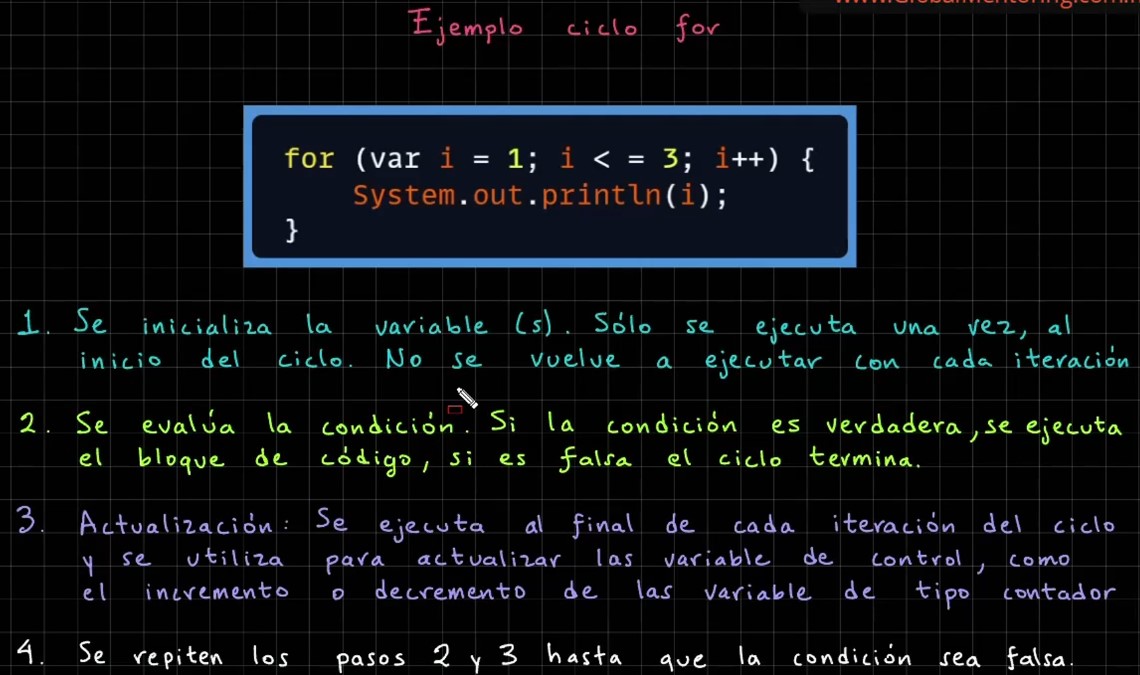 Ejemplo ciclo for
for (var i = 1; i < = 3; i++) {
System.out.println(i);
}
1. Se inicializa la variable (s). Sólo se ejecuta una vez, al
inicio del ciclo. No se vuelve a ejecutar con cada iteración
2. Se evalúa la condición. Si la condición es verdadera, se ejecuta
el bloque de código, si es falsa el ciclo termina.
3. Actualización: Se ejecuta al final de cada iteración del ciclo
y se utiliza para actualizar las variable de control, como
el incremento o decremento de las variable de tipo contador
4. Se repiten los pasos 2 y 3 hasta que la condición sea falsa.